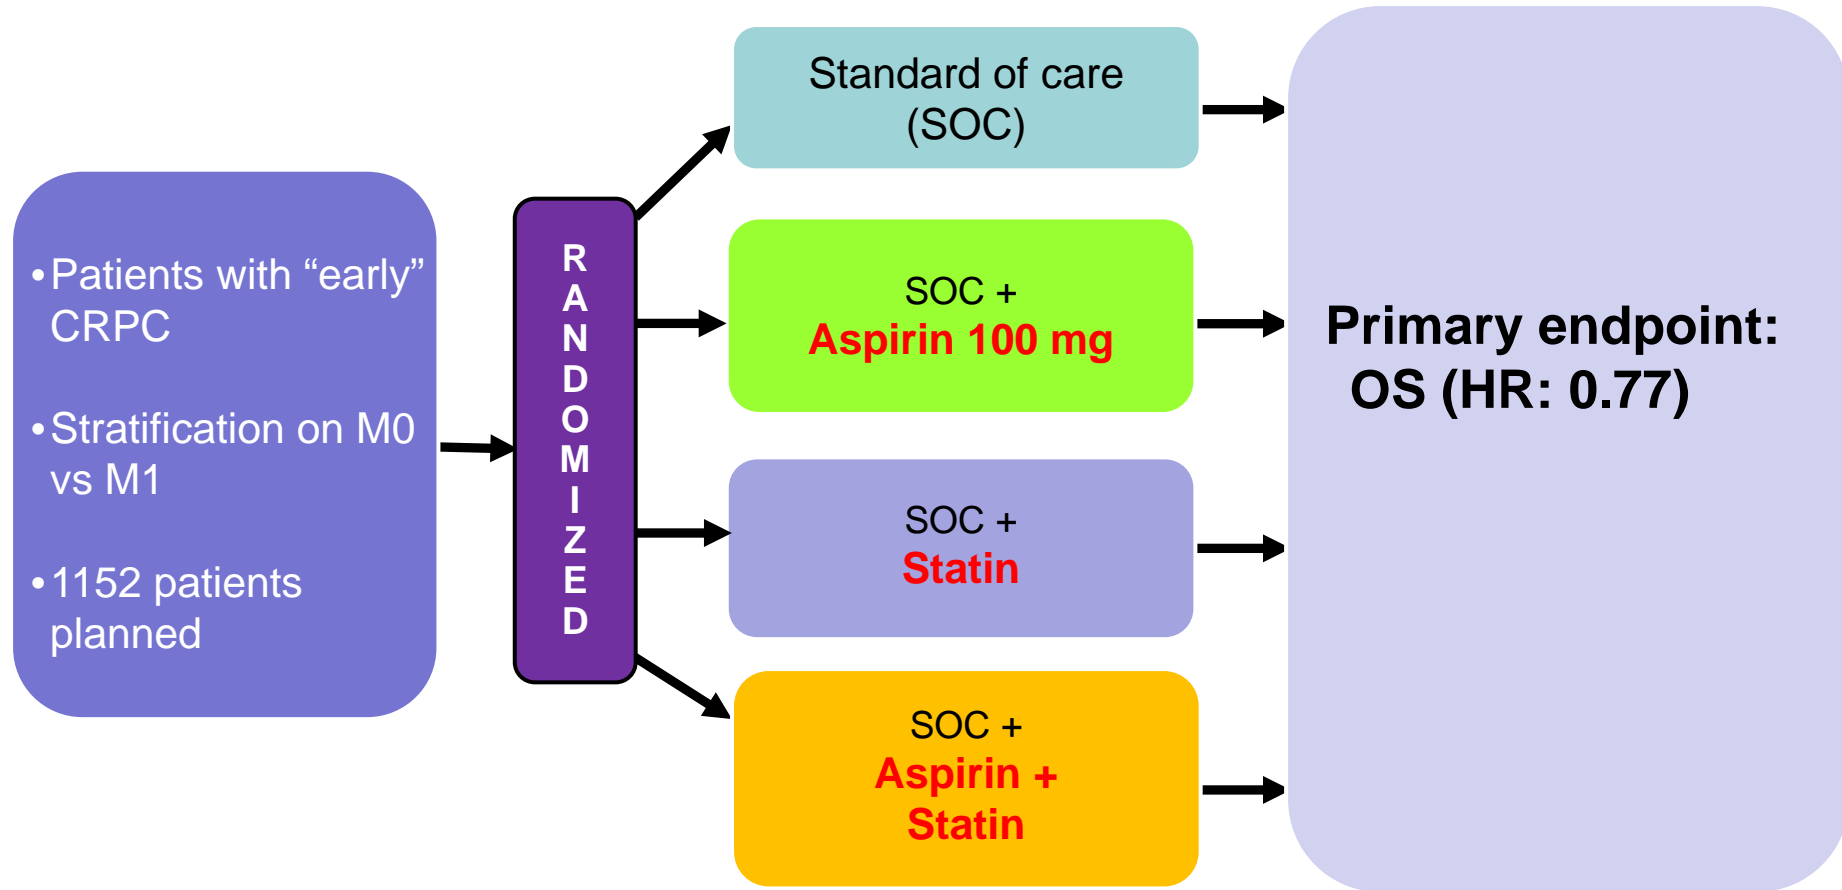 •Patients with “early”
CRPC
•Stratification on M0
vs M1
•1152 patients
planned
R
A
N
D
O
M
I
Z
E
D
Standard of care
(SOC)
SOC +
Aspirin 100 mg
SOC +
Statin
SOC +
Aspirin +
Statin
Primary endpoint:
OS (HR: 0.77)